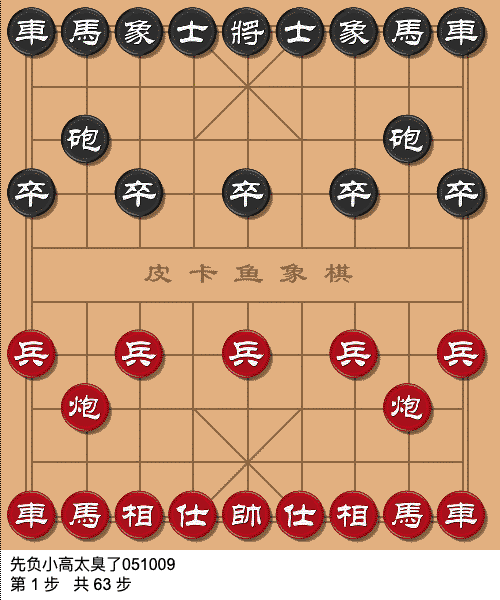 車馬象士將士象馬車
砲砲
卒卒卒卒卒
皮卡鱼象棋
兵兵兵兵兵
炮炮
車馬相仕帥仕相馬車
先负小高太臭了051009
第 1 步 共 63 步